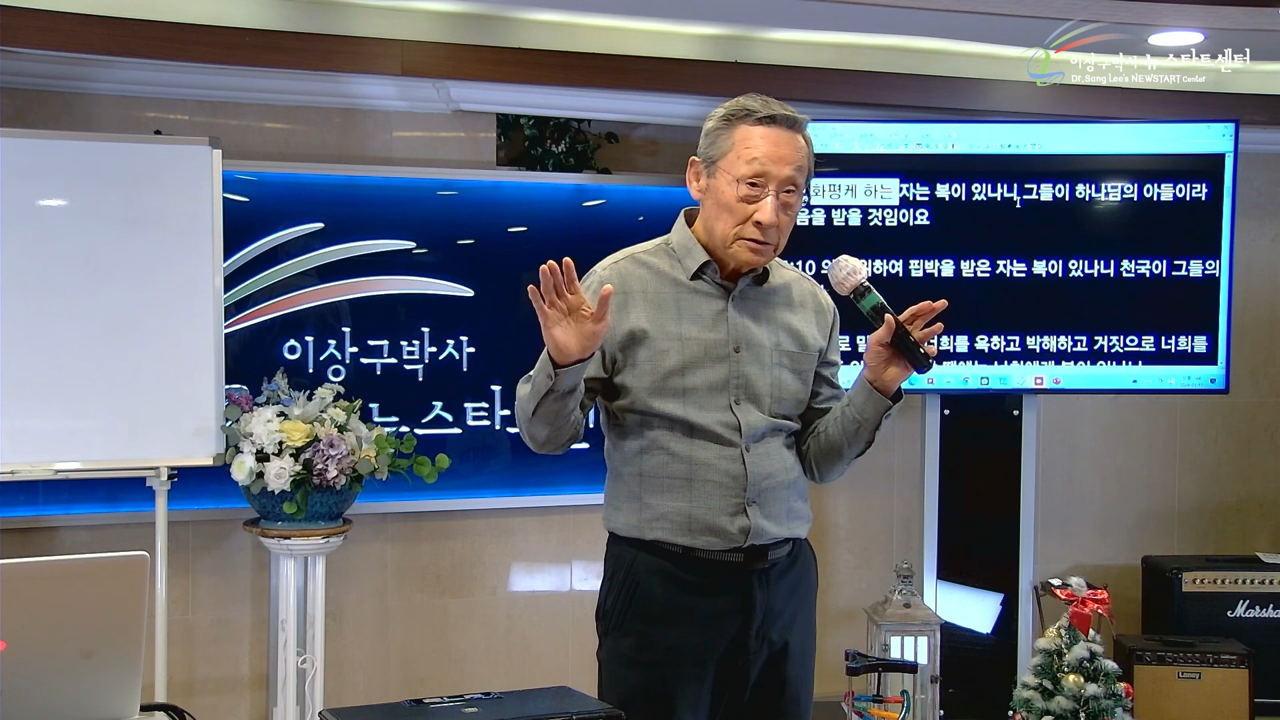 이상구박사 뉴스타트센터
Dr. Sang Lee's NEWSTART Center
화평케 하는 자는 복이 있나니 그들이 하나님의 아들이라
음을 받을 것임이요
:10 위하여 핍박을 받은 자는 복이 있나니 천국이 그들의
너희를 욕하고 박해하고 거짓으로 너희를
이상구박사
뉴스타
Marsha
Laney